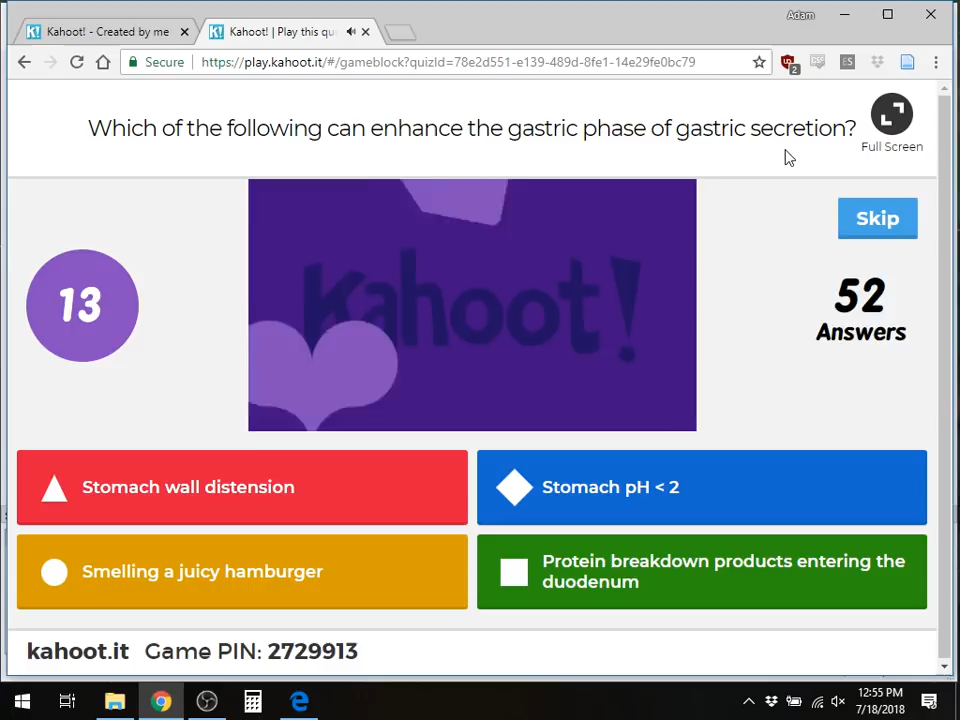 Adam
Kahoot! - Created by me
Kahoot! | Play this qu
Secure
https://play.kahoot.it/#/gameblock?quizId=78e2d551-e139-489d-8fe1-14e29fe0bc79
2
ES
Which of the following can enhance the gastric phase of gastric secretion?
Full Screen
Skip
13
Kahoot!
52
Answers
Stomach wall distension
Stomach pH < 2
Smelling a juicy hamburger
Protein breakdown products entering the
duodenum
kahoot.it Game PIN: 2729913
12:55 PM
7/18/2018